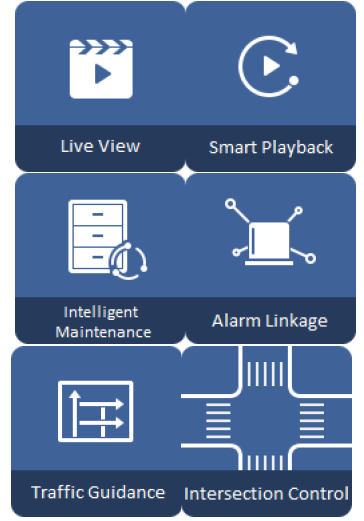 Live View
Smart Playback
Intelligent
Maintenance
Alarm Linkage
Traffic Guidance
Intersection Control